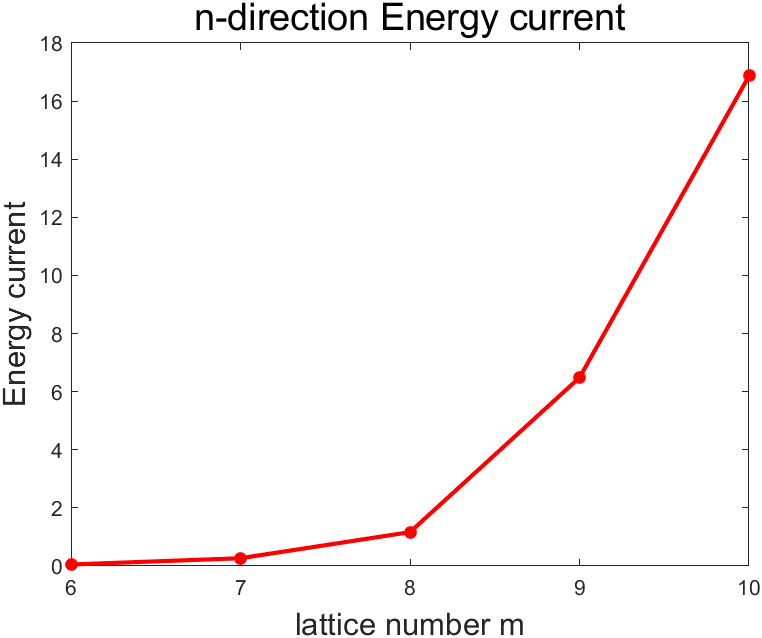 n-direction Energy current
18
16
14
12
10
8
6
4
2
0
Energy current
6 7 8 9 10
lattice number m